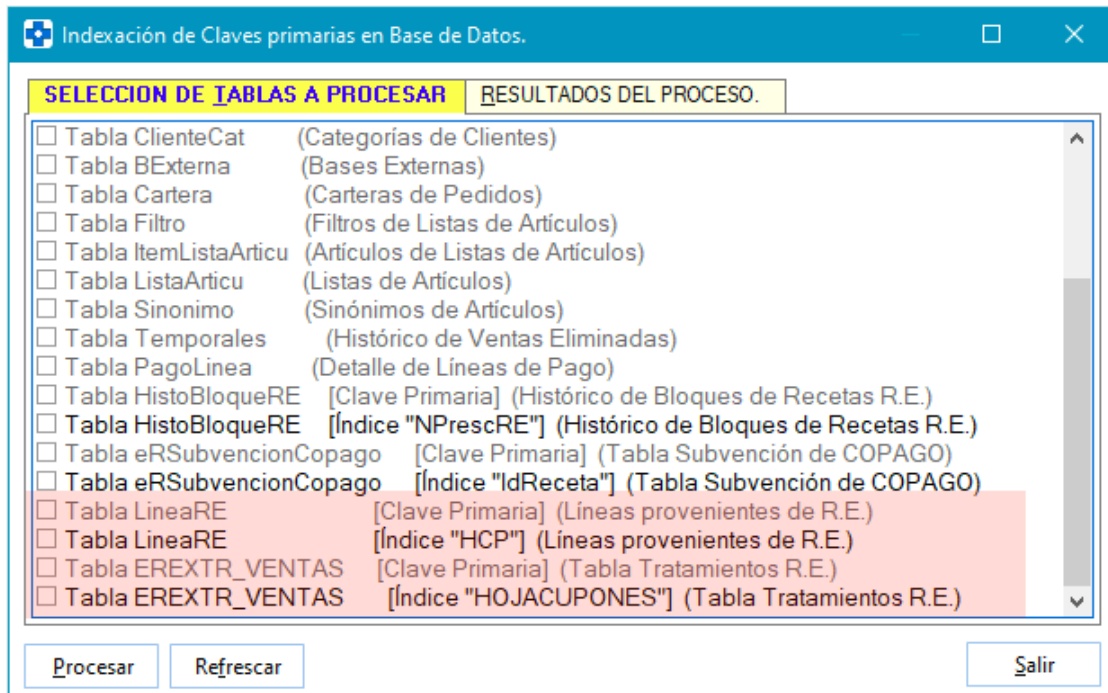 Indexación de Claves primarias en Base de Datos.
SELECCION DE TABLAS A PROCESAR RESULTADOS DEL PROCESO.
Tabla ClienteCat (Categorías de Clientes)
Tabla BExterna (Bases Externas)
Tabla Cartera (Carteras de Pedidos)
Tabla Filtro (Filtros de Listas de Artículos)
Tabla ItemListaArticu (Artículos de Listas de Artículos)
Tabla ListaArticu (Listas de Artículos)
Tabla Sinonimo (Sinónimos de Artículos)
Tabla Temporales (Histórico de Ventas Eliminadas)
Tabla PagoLinea (Detalle de Líneas de Pago)
Tabla HistoBloqueRE [Clave Primaria] (Histórico de Bloques de Recetas R.E.)
Tabla HistoBloqueRE [Índice "NPrescRE"] (Histórico de Bloques de Recetas R.E.)
Tabla eRSubvencionCopago [Clave Primaria] (Tabla Subvención de COPAGO)
Tabla eRSubvencionCopago [Índice "IdReceta"] (Tabla Subvención de COPAGO)
Tabla LineaRE [Clave Primaria] (Líneas provenientes de R.E.)
Tabla LineaRE [Índice "HCP"] (Líneas provenientes de R.E.)
Tabla EREXTR_VENTAS [Clave Primaria] (Tabla Tratamientos R.E.)
Tabla EREXTR_VENTAS [Índice "HOJACUPONES"] (Tabla Tratamientos R.E.)
Procesar Refrescar Salir